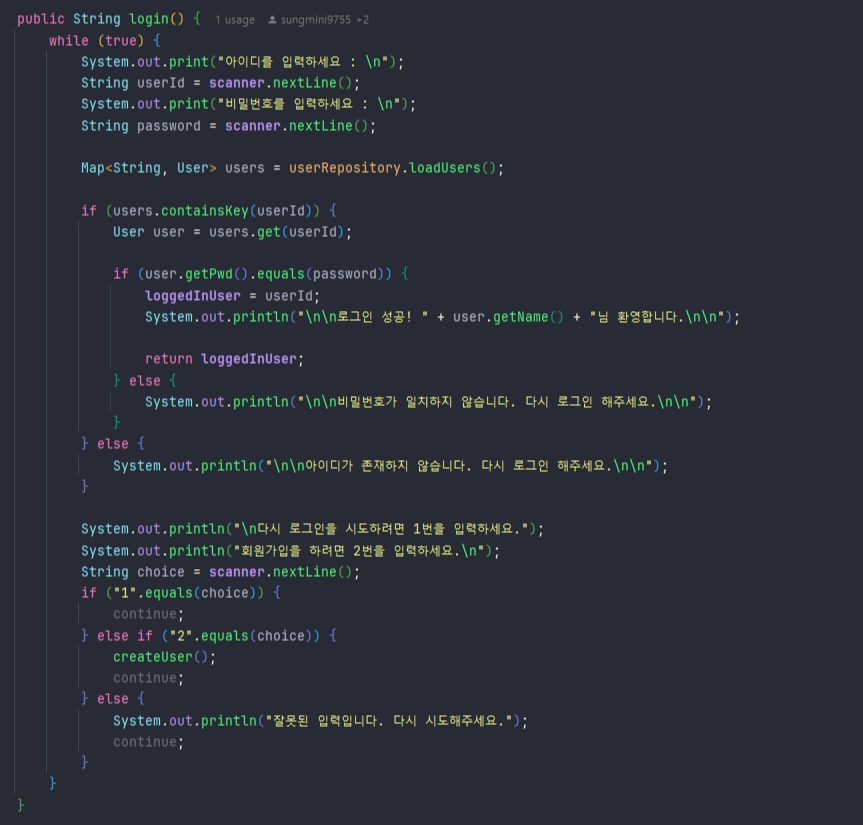 public String login() { 1 usage sungmini9755 +2
while (true) {
System.out.print("아이디를 입력하세요 : \n");
String userId = scanner.nextLine();
System.out.print("비밀번호를 입력하세요 : \n");
String password = scanner.nextLine();
Map<String, User> users = userRepository.loadUsers();
if (users.containsKey(userId)) {
User user = users.get(userId);
if (user.getPwd().equals(password)) {
loggedInUser = userId;
System.out.println("\n\n로그인 성공! " + user.getName() + "님 환영합니다.\n\n");
return loggedInUser;
} else {
System.out.println("\n\n비밀번호가 일치하지 않습니다. 다시 로그인 해주세요.\n\n");
}
} else {
System.out.println("\n\n아이디가 존재하지 않습니다. 다시 로그인 해주세요.\n\n");
}
System.out.println("\n다시 로그인을 시도하려면 1번을 입력하세요.");
System.out.println("회원가입을 하려면 2번을 입력하세요.\n");
String choice = scanner.nextLine();
if ("1".equals(choice)) {
continue;
} else if ("2".equals(choice)) {
createUser();
continue;
} else {
System.out.println("잘못된 입력입니다. 다시 시도해주세요.");
continue;
}
}
}